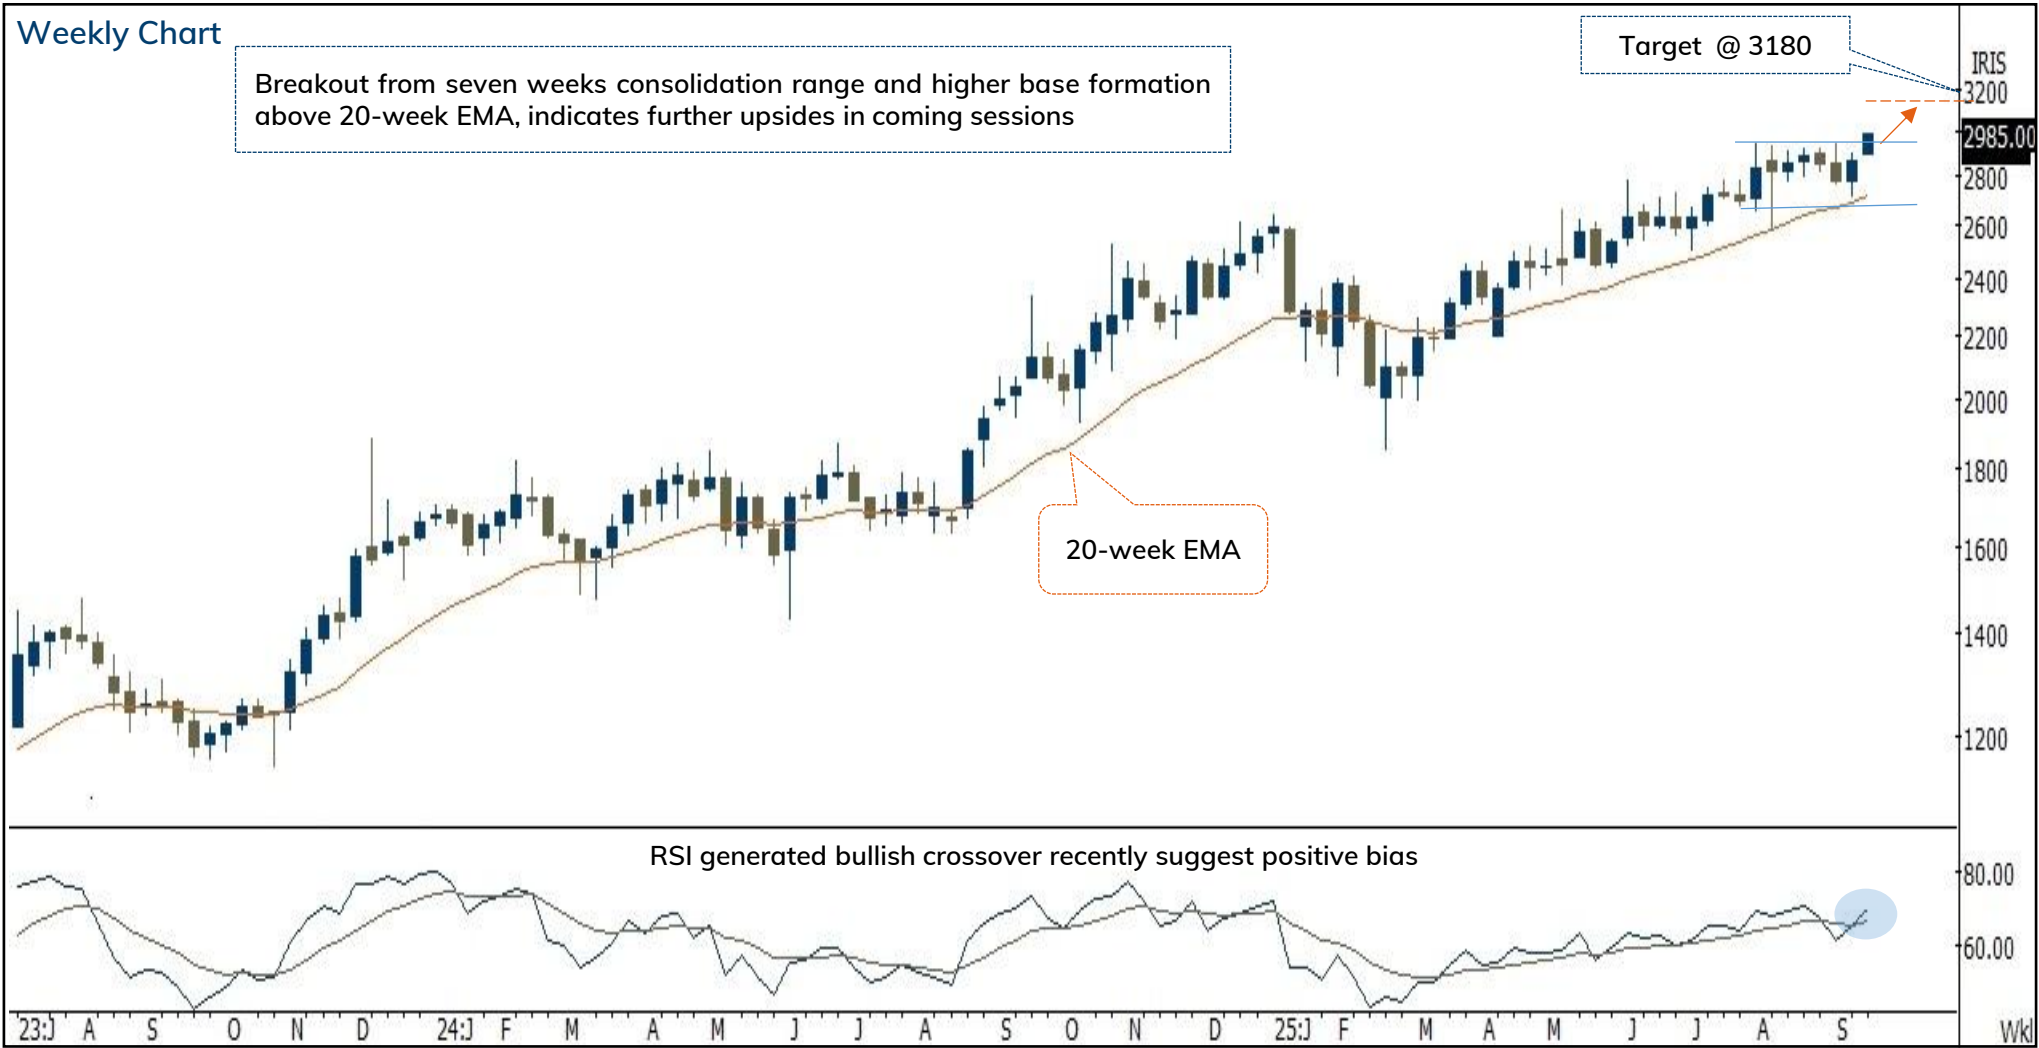 Weekly Chart
Breakout from seven weeks consolidation range and higher base formation
above 20-week EMA, indicates further upsides in coming sessions
Target @ 3180
IRIS
3200
2985.00
2800
2600
2400
2200
2000
1800
1600
1400
1200
20-week EMA
RSI generated bullish crossover recently suggest positive bias
80.00
60.00
23:J A S O N D 24:J F M A M J J A S O N D 25:J F M A M J J A S Wkl